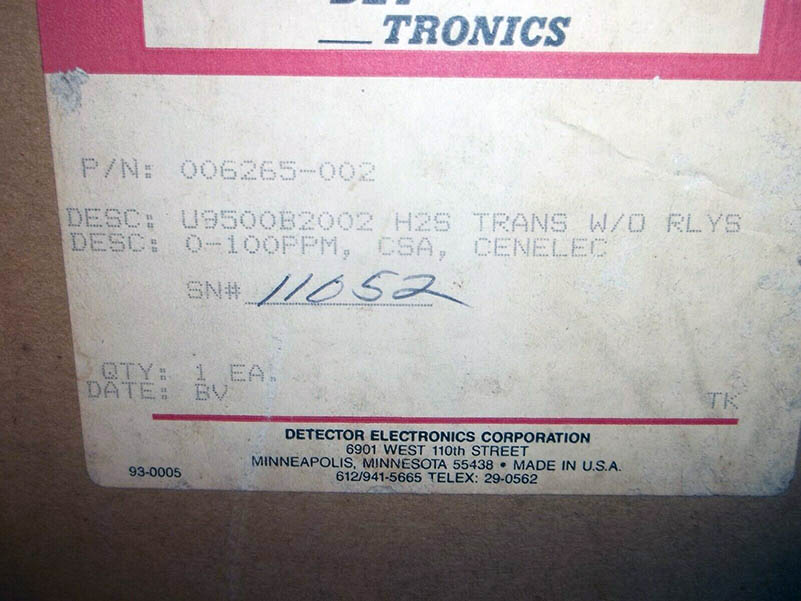 DET
TRONICS
P/N: 006265-002
DESC: U9500B2002 H2S TRANS W/O RLYS
DESC: 0-100PPM, CSA, CENELEC
SN# 11052
QTY: 1 EA.
DATE: BV
TK
DETECTOR ELECTRONICS CORPORATION
6901 WEST 110th STREET
MINNEAPOLIS, MINNESOTA 55438 • MADE IN U.S.A.
93-0005
612/941-5665 TELEX: 29-0562